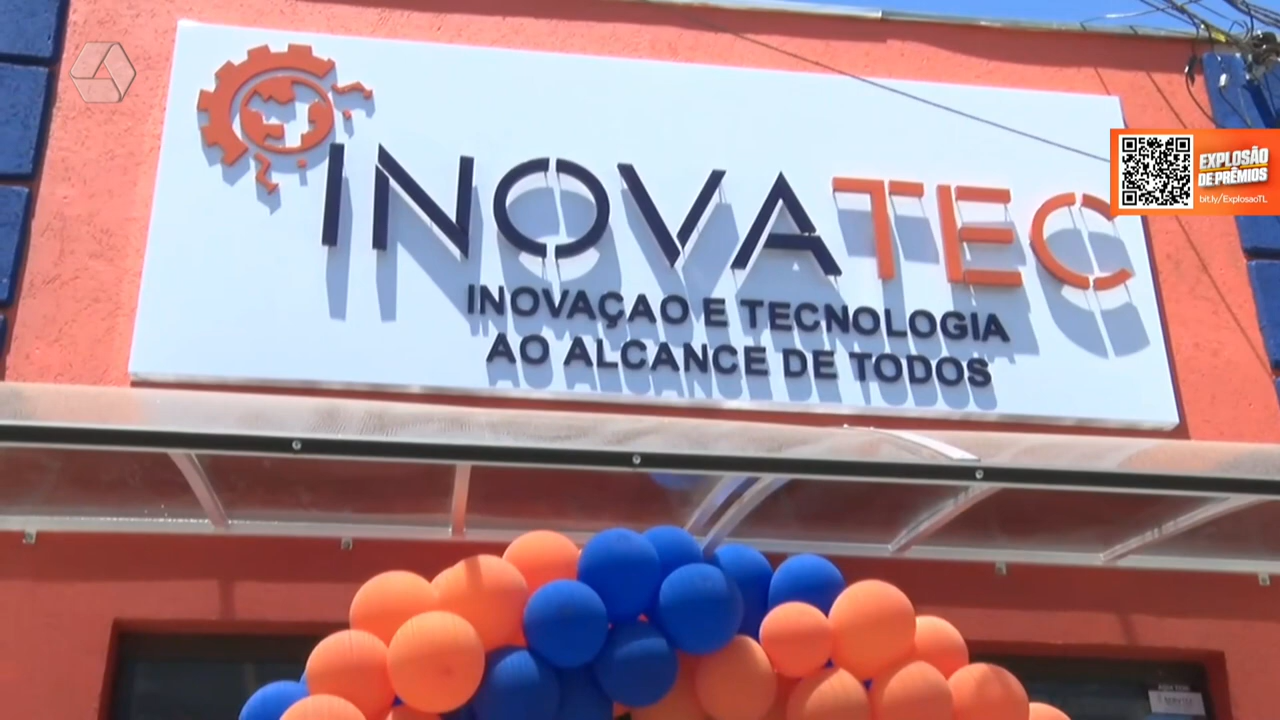 INOVATEC
INOVAÇAO E TECNOLOGIA
AO ALCANCE DE TODOS
EXPLOSÃO
DE PRÊMIOS
bit.ly/ExplosaoTL